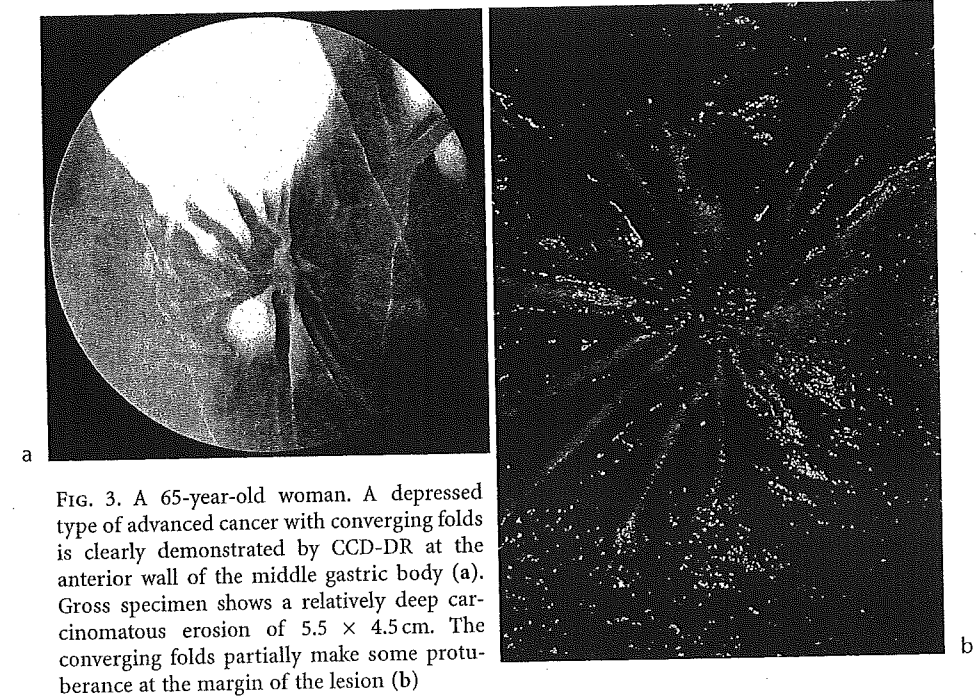 a
b
FIG. 3. A 65-year-old woman. A depressed
type of advanced cancer with converging folds
is clearly demonstrated by CCD-DR at the
anterior wall of the middle gastric body (a).
Gross specimen shows a relatively deep car-
cinomatous erosion of 5.5 × 4.5 cm. The
converging folds partially make some protu-
berance at the margin of the lesion (b)